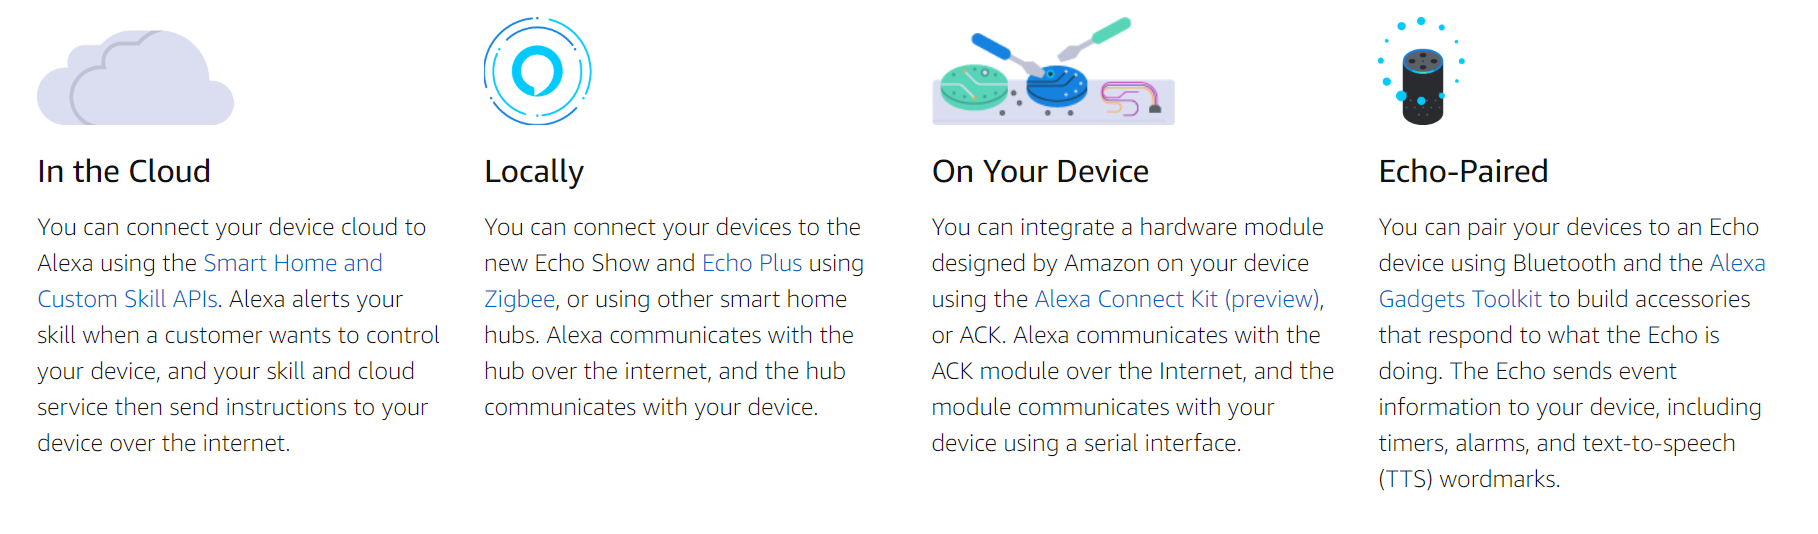 In the Cloud
You can connect your device cloud to
Alexa using the Smart Home and
Custom Skill APIs. Alexa alerts your
skill when a customer wants to control
your device, and your skill and cloud
service then send instructions to your
device over the internet.
Locally
You can connect your devices to the
new Echo Show and Echo Plus using
Zigbee, or using other smart home
hubs. Alexa communicates with the
hub over the internet, and the hub
communicates with your device.
On Your Device
You can integrate a hardware module
designed by Amazon on your device
using the Alexa Connect Kit (preview),
or ACK. Alexa communicates with the
ACK module over the Internet, and the
module communicates with your
device using a serial interface.
Echo-Paired
You can pair your devices to an Echo
device using Bluetooth and the Alexa
Gadgets Toolkit to build accessories
that respond to what the Echo is
doing. The Echo sends event
information to your device, including
timers, alarms, and text-to-speech
(TTS) wordmarks.